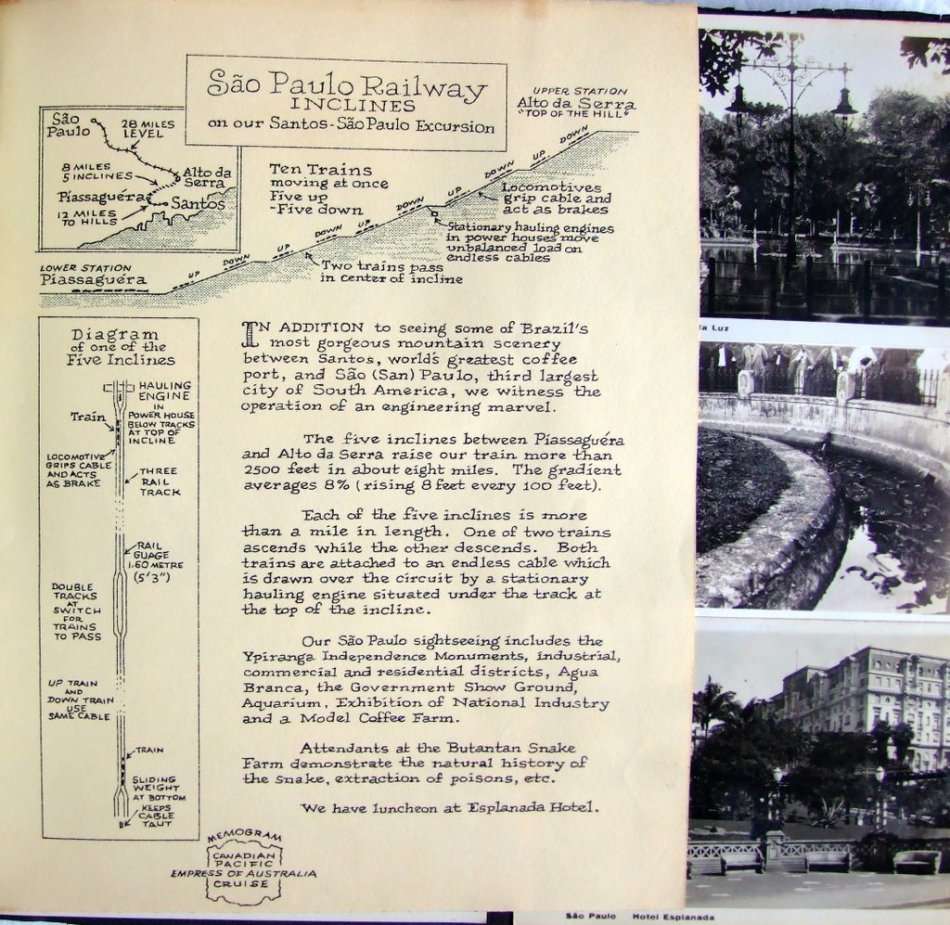 São Paulo Railway
INCLINES
on our Santos-São Paulo Excursion
UPPER STATION
Alto da Serra
"TOP OF THE HILL"
São
Paulo
28 MILES
LEVEL
8 MILES
5 INCLINES
Alto da
Serra
Piassaguéra
Santos
12 MILES
TO HILLS
Ten Trains
moving at once
Five up
-Five down
UP
DOWN
UP
DOWN
UP
DOWN
UP
DOWN
UP
DOWN
Locomotives
grip cable and
act as brakes
Stationary hauling engines
in power houses move
unbalanced load on
endless cables
Two trains pass
in center of incline
LOWER STATION
Piassaguéra
Diagram
of one of the
Five Inclines
HAULING
ENGINE
IN
POWER HOUSE
BELOW TRACKS
AT TOP OF
INCLINE
Train
LOCOMOTIVE
GRIPS CABLE
AND ACTS
AS BRAKE
THREE
RAIL
TRACK
RAIL
GUAGE
1.60 METRE
(5'3")
DOUBLE
TRACKS
AT
SWITCH
FOR
TRAINS
TO PASS
UP TRAIN
AND
DOWN TRAIN
USE
SAME CABLE
TRAIN
SLIDING
WEIGHT
AT BOTTOM
KEEPS
CABLE
TAUT
IN ADDITION to seeing some of Brazil's
most gorgeous mountain scenery
between Santos, world's greatest coffee
port, and São (San) Paulo, third largest
city of South America, we witness the
operation of an engineering marvel.
The five inclines between Piassaguéra
and Alto da Serra raise our train more than
2500 feet in about eight miles. The gradient
averages 8% (rising 8 feet every 100 feet).
Each of the five inclines is more
than a mile in length. One of two trains
ascends while the other descends. Both
trains are attached to an endless cable which
is drawn over the circuit by a stationary
hauling engine situated under the track at
the top of the incline.
Our São Paulo sightseeing includes the
Ypiranga Independence Monuments, industrial,
commercial and residential districts, Agua
Branca, the Government Show Ground,
Aquarium, Exhibition of National Industry
and a Model Coffee Farm.
Attendants at the Butantan Snake
Farm demonstrate the natural history of
the snake, extraction of poisons, etc.
We have luncheon at Esplanada Hotel.
MEMOGRAM
CANADIAN
PACIFIC
EMPRESS OF AUSTRALIA
CRUISE
la Luz
São Paulo Hotel Esplanada